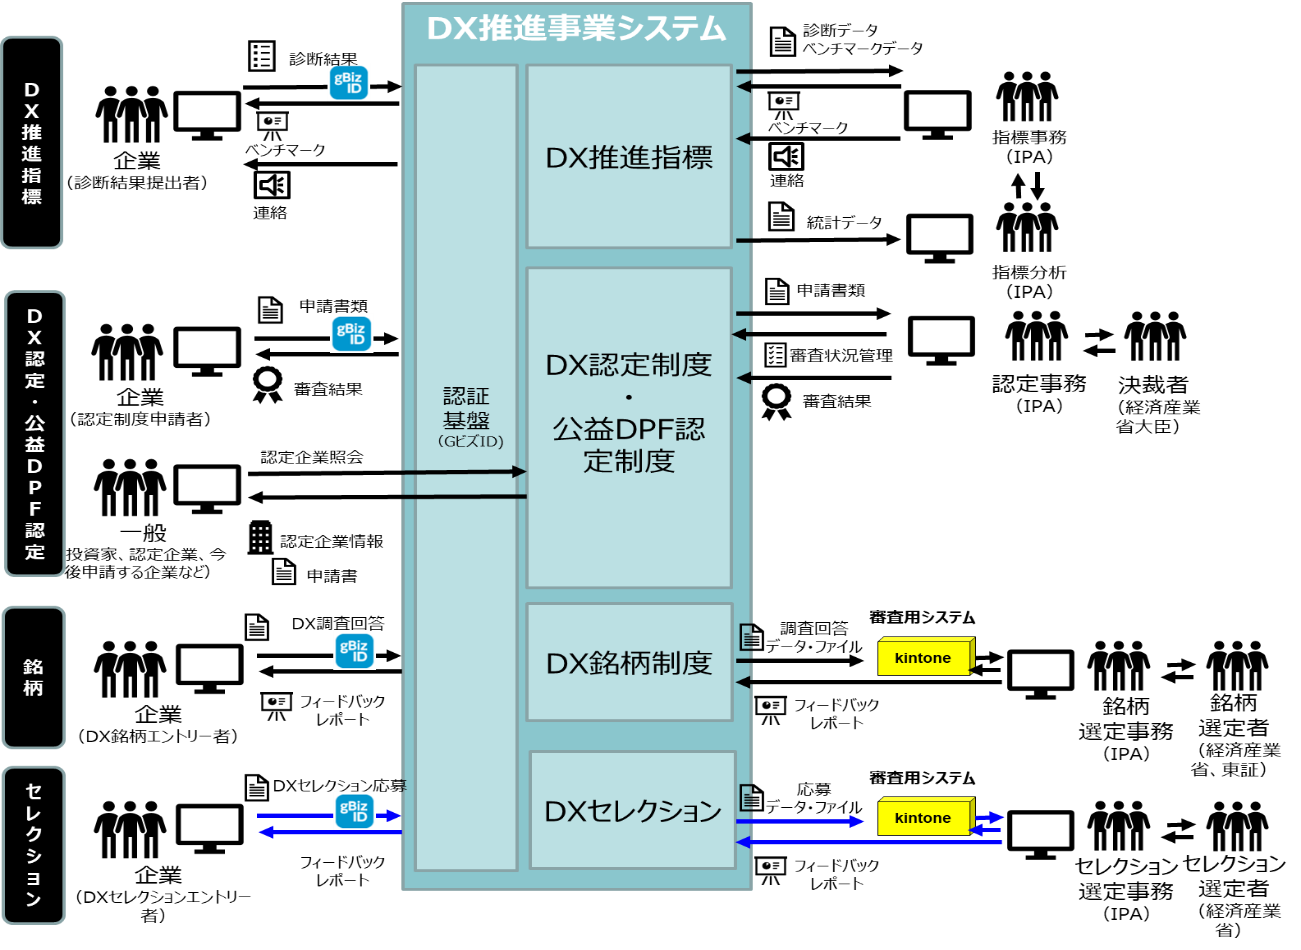 DX推進事業システム
DX推進指標
診断結果
gBiz
ID
企業
(診断結果提出者)
ベンチマーク
連絡
DX推進指標
診断データ
ベンチマークデータ
ベンチマーク
連絡
統計データ
指標事務
(IPA)
指標分析
(IPA)
DX認定・公益DPF認定
申請書類
gBiz
ID
企業
(認定制度申請者)
審査結果
認定企業照会
一般
投資家、認定企業、今
後申請する企業など)
認定企業情報
申請書
認証
基盤
(GビズID)
DX認定制度
・
公益DPF認
定制度
申請書類
審査状況管理
審査結果
認定事務
(IPA)
決裁者
(経済産業
省大臣)
銘柄
DX調査回答
gBiz
ID
企業
(DX銘柄エントリー者)
フィードバック
レポート
DX銘柄制度
調査回答
データ・ファイル
審査用システム
kintone
フィードバック
レポート
銘柄
選定事務
(IPA)
銘柄
選定者
(経済産業
省、東証)
セレクション
DXセレクション応募
gBiz
ID
企業
(DXセレクションエントリー
者)
フィードバック
レポート
DXセレクション
応募
データ・ファイル
審査用システム
kintone
フィードバック
レポート
セレクション
選定事務
(IPA)
セレクション
選定者
(経済産業
省)